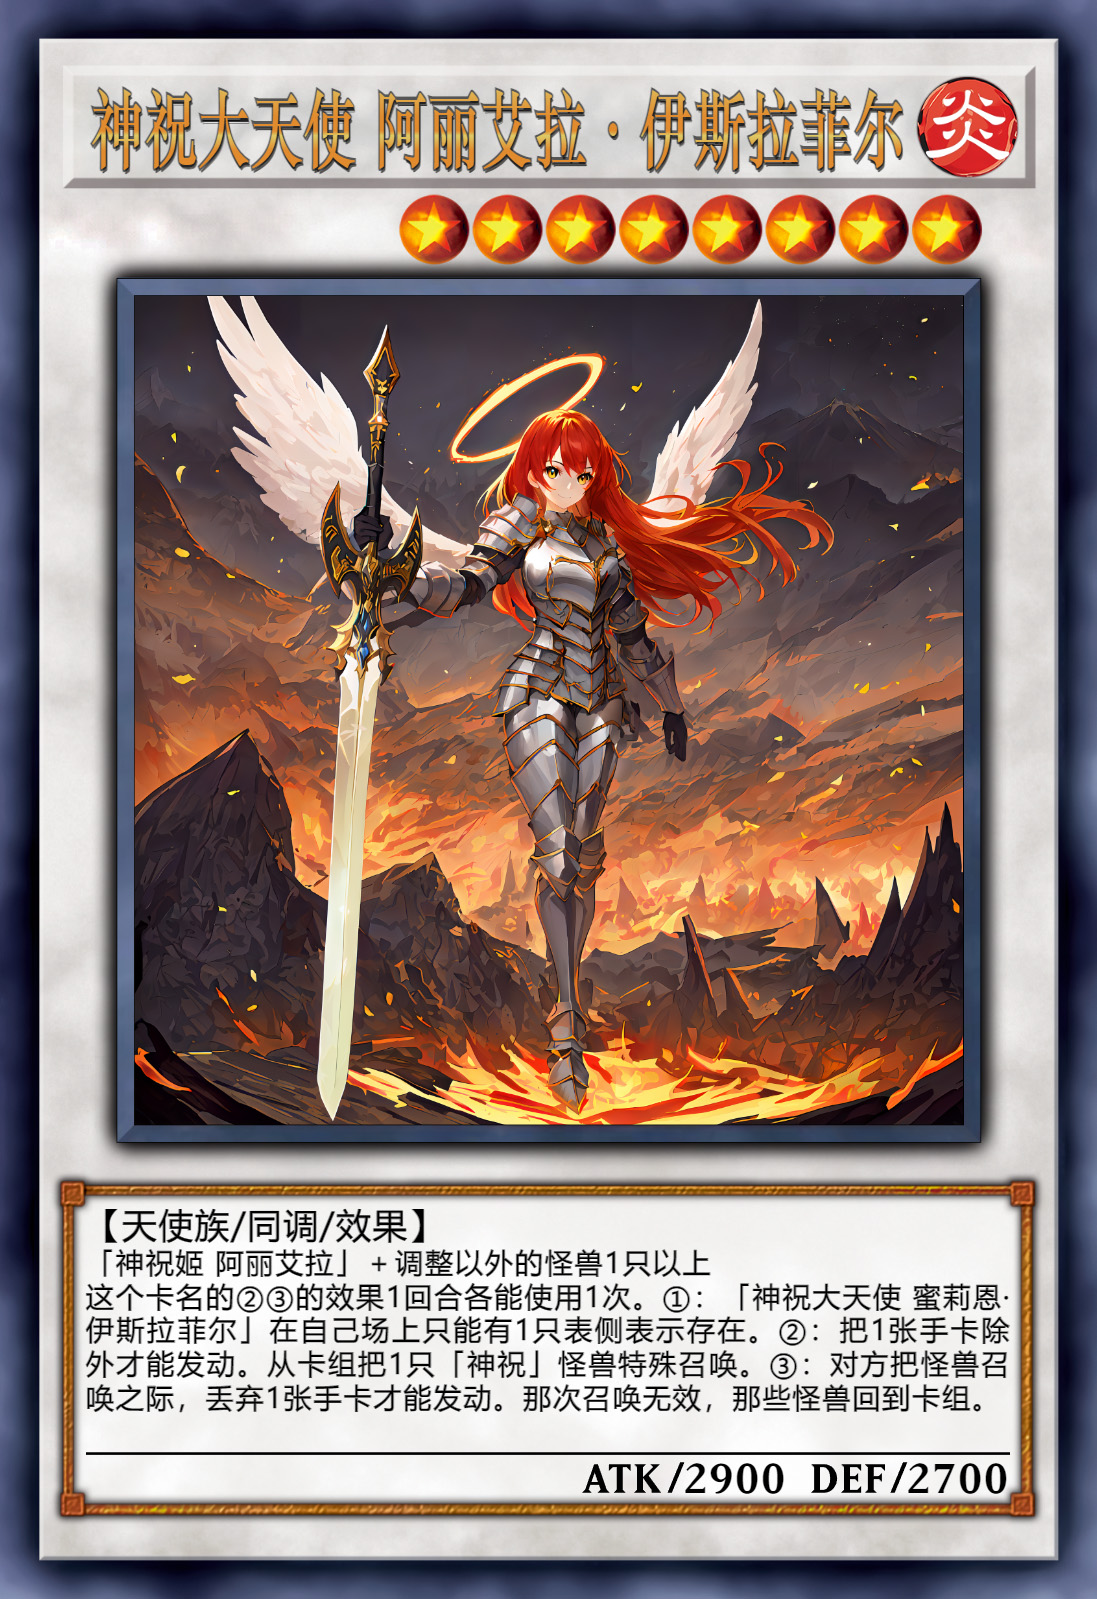 神祝大天使 阿丽艾拉·伊斯拉菲尔 炎
【天使族/同调/效果】
「神祝姬 阿丽艾拉」＋调整以外的怪兽1只以上
这个卡名的②③的效果1回合各能使用1次。①：「神祝大天使 蜜莉恩·
伊斯拉菲尔」在自己场上只能有1只表侧表示存在。②：把1张手卡除
外才能发动。从卡组把1只「神祝」怪兽特殊召唤。③：对方把怪兽召
唤之际，丢弃1张手卡才能发动。那次召唤无效，那些怪兽回到卡组。
ATK/2900 DEF/2700